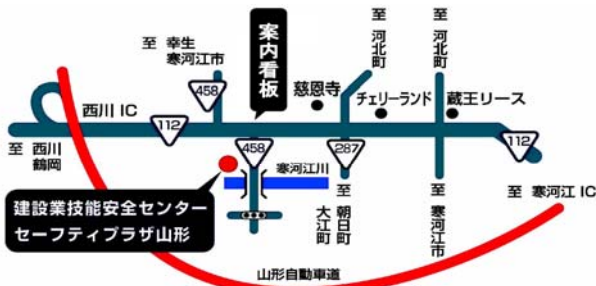 至 河北町
至 河北町
至 幸生
寒河江市
案内看板
458
慈恩寺
チェリーランド
蔵王リース
西川 IC
112
458
287
112
至 西川
鶴岡
寒河江川
至 寒河江 IC
建設業技能安全センター
セーフティプラザ山形
至 朝日町
大江町
至 寒河江市
山形自動車道